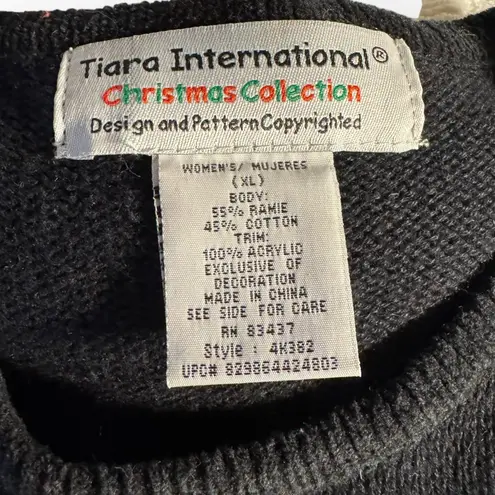 Tiara International®
Christmas Collection
Design and Pattern Copyrighted
WOMEN'S/ MUJERES
(XL)
BODY:
55% RAMIE
45% COTTON
TRIM:
100% ACRYLIC
EXCLUSIVE OF
DECORATION
MADE IN CHINA
SEE SIDE FOR CARE
RN 83437
Style : 4K382
UPC# 829864424803